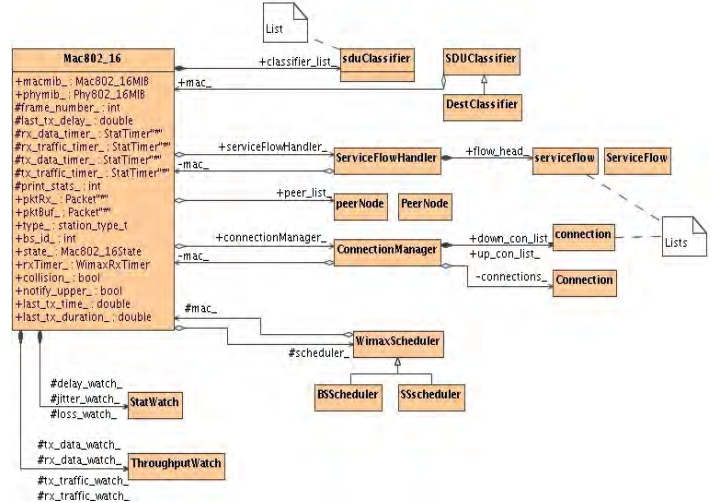 List
Mac802_16
+macmib_ : Mac802_16MIB
+phymib_ : Phy802_16MIB
#frame_number_ : int
#last_tx_delay_ : double
#rx_data_timer_ : StatTimer"**"
#rx_traffic_timer_ : StatTimer"**"
#tx_data_timer_ : StatTimer"**"
#tx_traffic_timer_ : StatTimer"**"
#print_stats_ : int
+pktRx_ : Packet"**"
+pktBuf_ : Packet"**"
+type_ : station_type_t
+bs_id_ : int
+state_ : Mac802_16State
+rxTimer_ : WimaxRxTimer
+collision_ : bool
+notify_upper_ : bool
+last_tx_time_ : double
+last_tx_duration_ : double
+classifier_list_
sduClassifier
SDUClassifier
+mac_
DestClassifier
+serviceFlowHandler_
-mac_
ServiceFlowHandler
+flow_head_
serviceflow
ServiceFlow
+peer_list_
peerNode
PeerNode
+connectionManager_
-mac_
ConnectionManager
+down_con_list_
+up_con_list_
connection
Lists
-connections_
Connection
#mac_
#scheduler_
WimaxScheduler
BSScheduler
SSscheduler
#delay_watch_
#jitter_watch_
#loss_watch_
StatWatch
#tx_data_watch_
#rx_data_watch_
#tx_traffic_watch_
#rx_traffic_watch_
ThroughputWatch